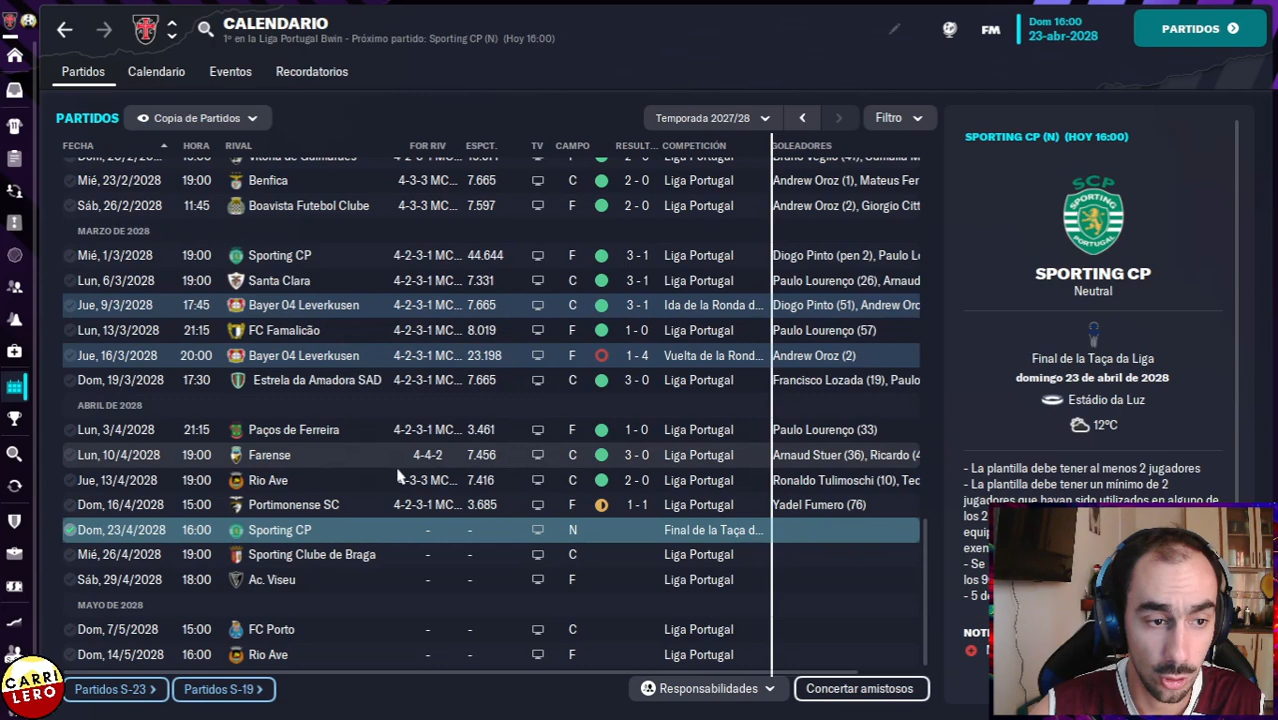 CALENDARIO
1º en la Liga Portugal Bwin - Próximo partido: Sporting CP (N) (Hoy 16:00)
FM
Dom 16:00
23-abr-2028
PARTIDOS
Partidos Calendario Eventos Recordatorios
PARTIDOS Copia de Partidos Temporada 2027/28 Filtro
FECHA HORA RIVAL FOR RIV ESPCT. TV CAMPO RESULT... COMPETICIÓN GOLEADORES
Mié, 23/2/2028 19:00 Benfica 4-3-3 MC... 7.665 C 2 - 0 Liga Portugal Andrew Oroz (1), Mateus Fer
Sáb, 26/2/2028 11:45 Boavista Futebol Clube 4-3-3 MC... 7.597 F 2 - 0 Liga Portugal Andrew Oroz (2), Giorgio Citt
MARZO DE 2028
Mié, 1/3/2028 19:00 Sporting CP 4-2-3-1 MC... 44.644 F 3 - 1 Liga Portugal Diogo Pinto (pen 2), Paulo Lo
Lun, 6/3/2028 19:00 Santa Clara 4-2-3-1 MC... 7.331 C 3 - 1 Liga Portugal Paulo Lourenço (26), Arnaud
Jue, 9/3/2028 17:45 Bayer 04 Leverkusen 4-2-3-1 MC... 7.665 C 3 - 1 Ida de la Ronda d... Diogo Pinto (51), Andrew Oro
Lun, 13/3/2028 21:15 FC Famalicão 4-2-3-1 MC... 8.019 F 1 - 0 Liga Portugal Paulo Lourenço (57)
Jue, 16/3/2028 20:00 Bayer 04 Leverkusen 4-2-3-1 MC... 23.198 F 1 - 4 Vuelta de la Rond... Andrew Oroz (2)
Dom, 19/3/2028 17:30 Estrela da Amadora SAD 4-2-3-1 MC... 7.665 C 3 - 0 Liga Portugal Francisco Lozada (19), Paulo
ABRIL DE 2028
Lun, 3/4/2028 21:15 Paços de Ferreira 4-2-3-1 MC... 3.461 F 1 - 0 Liga Portugal Paulo Lourenço (33)
Lun, 10/4/2028 19:00 Farense 4-4-2 7.456 C 3 - 0 Liga Portugal Arnaud Stuer (36), Ricardo (4
Jue, 13/4/2028 19:00 Rio Ave 4-3-3 MC... 7.416 C 2 - 0 Liga Portugal Ronaldo Tulimoschi (10), Teo
Dom, 16/4/2028 15:00 Portimonense SC 4-2-3-1 MC... 3.685 F 1 - 1 Liga Portugal Yadel Fumero (76)
Dom, 23/4/2028 16:00 Sporting CP - - N Final de la Taça d...
Mié, 26/4/2028 19:00 Sporting Clube de Braga - - C Liga Portugal
Sáb, 29/4/2028 18:00 Ac. Viseu - - F Liga Portugal
MAYO DE 2028
Dom, 7/5/2028 15:00 FC Porto - - C Liga Portugal
Dom, 14/5/2028 16:00 Rio Ave - - F Liga Portugal
Partidos S-23 Partidos S-19 Responsabilidades Concertar amistosos
SPORTING CP (N) (HOY 16:00)
SCP
SPORTING
PORTUGAL
SPORTING CP
Neutral
Final de la Taça da Liga
domingo 23 de abril de 2028
Estádio da Luz
12°C
- La plantilla debe tener al menos 2 jugadores
- La plantilla debe tener un mínimo de 2
jugadores que hayan sido utilizados en alguno de
los 2
equip
exen
- Se
los 9
- 5 d
NOTI
CARRI
LERO